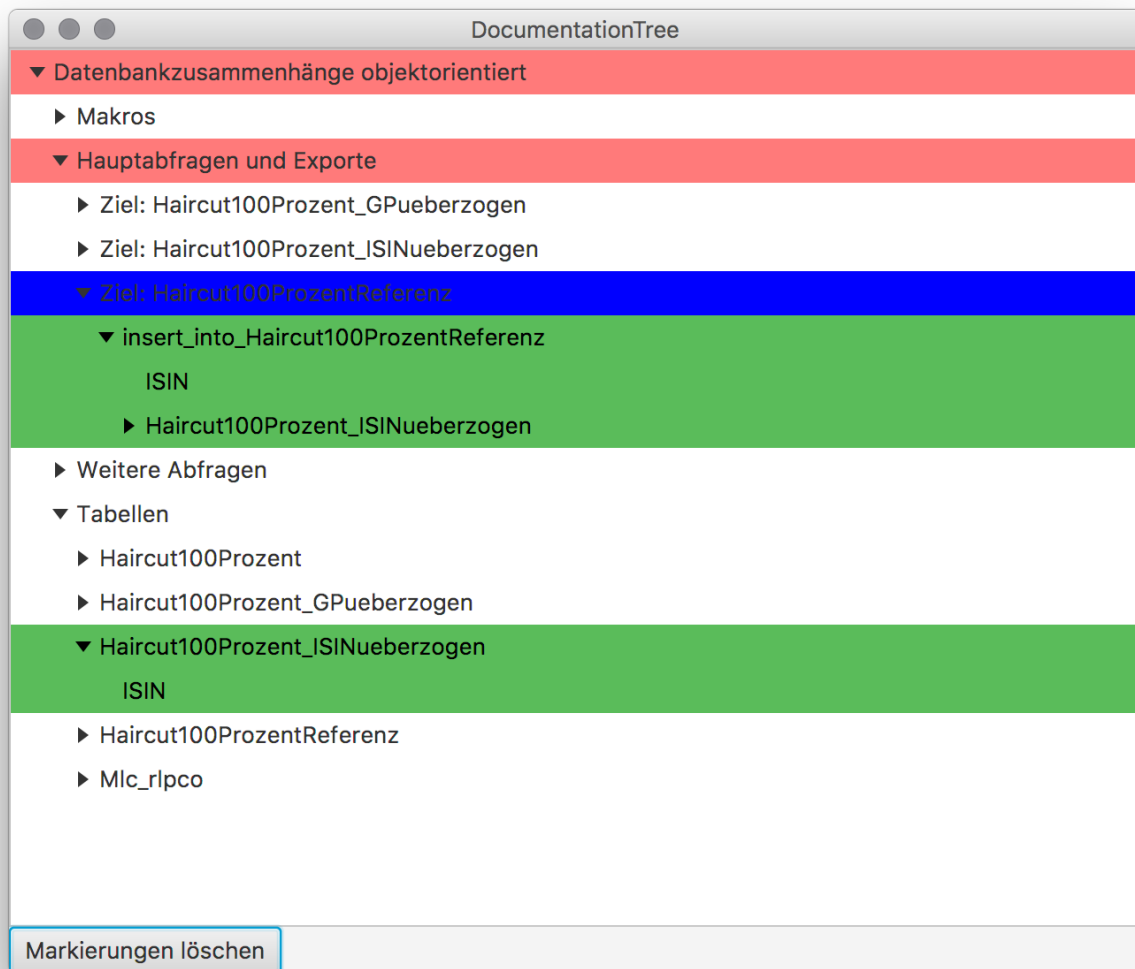 DocumentationTree
Datenbankzusammenhänge objektorientiert
Makros
Hauptabfragen und Exporte
Ziel: Haircut100Prozent_GPueberzogen
Ziel: Haircut100Prozent_ISINueberzogen
Ziel: Haircut100ProzentReferenz
insert_into_Haircut100ProzentReferenz
ISIN
Haircut100Prozent_ISINueberzogen
Weitere Abfragen
Tabellen
Haircut100Prozent
Haircut100Prozent_GPueberzogen
Haircut100Prozent_ISINueberzogen
ISIN
Haircut100ProzentReferenz
Mlc_rlpco
Markierungen löschen